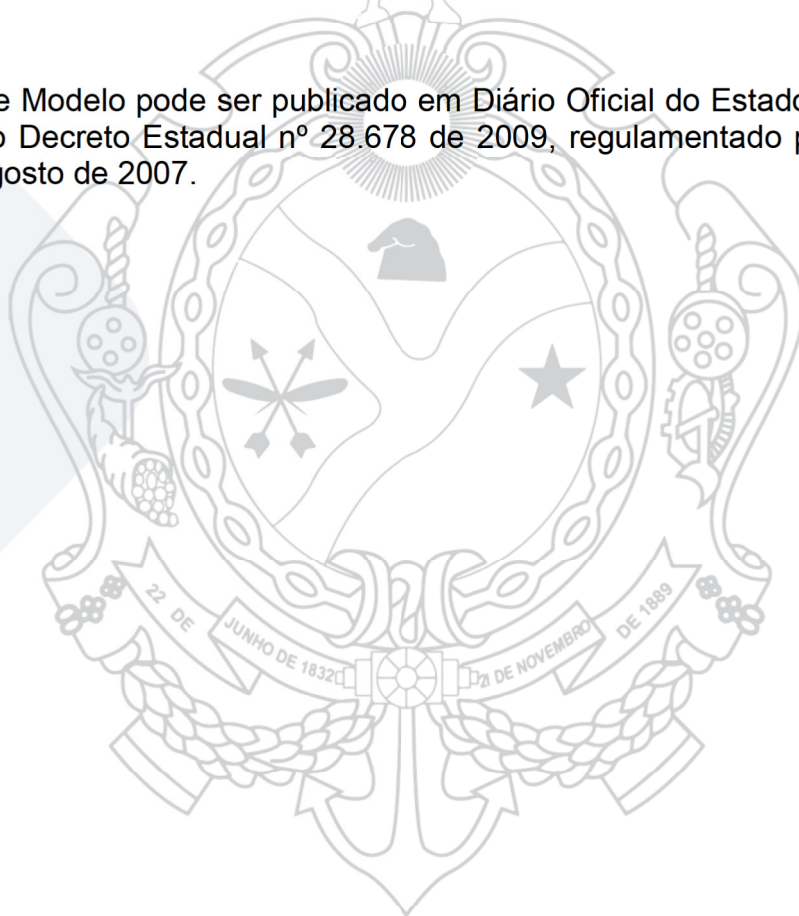 e Modelo pode ser publicado em Diário Oficial do Estado
o Decreto Estadual nº 28.678 de 2009, regulamentado p
gosto de 2007.
22 DE
JUNHO DE 1832
21 DE NOVEMBRO
DE 1889